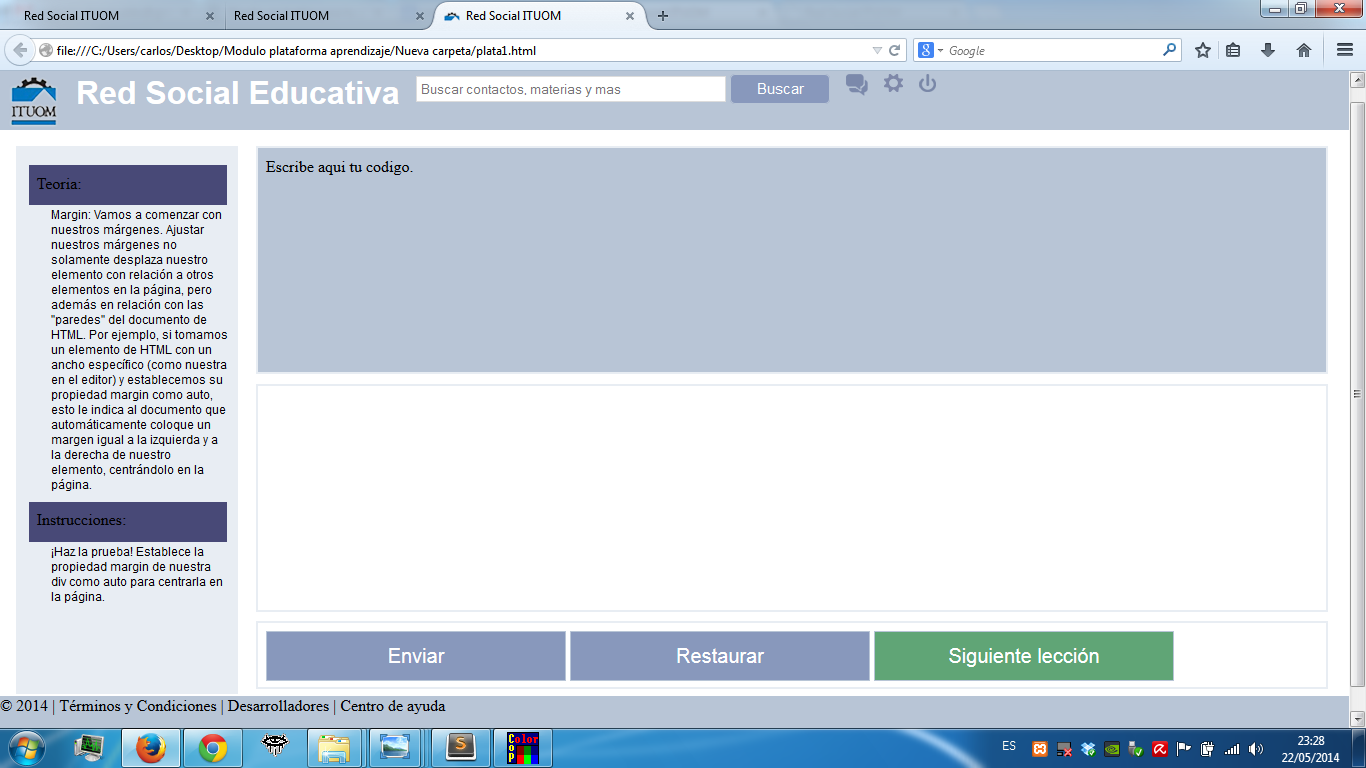 Red Social ITUOM
Red Social ITUOM
Red Social ITUOM
file:///C:/Users/carlos/Desktop/Modulo plataforma aprendizaje/Nueva carpeta/plata1.html
Google
ITUOM
Red Social Educativa
Buscar contactos, materias y mas
Buscar
Teoria:
Margin: Vamos a comenzar con
nuestros márgenes. Ajustar
nuestros márgenes no
solamente desplaza nuestro
elemento con relación a otros
elementos en la página, pero
además en relación con las
"paredes" del documento de
HTML. Por ejemplo, si tomamos
un elemento de HTML con un
ancho específico (como nuestra
en el editor) y establecemos su
propiedad margin como auto,
esto le indica al documento que
automáticamente coloque un
margen igual a la izquierda y a
la derecha de nuestro
elemento, centrándolo en la
página.
Instrucciones:
¡Haz la prueba! Establece la
propiedad margin de nuestra
div como auto para centrarla en
la página.
Escribe aqui tu codigo.
Enviar
Restaurar
Siguiente lección
© 2014 | Términos y Condiciones | Desarrolladores | Centro de ayuda
Color
COP
ES
23:28
22/05/2014